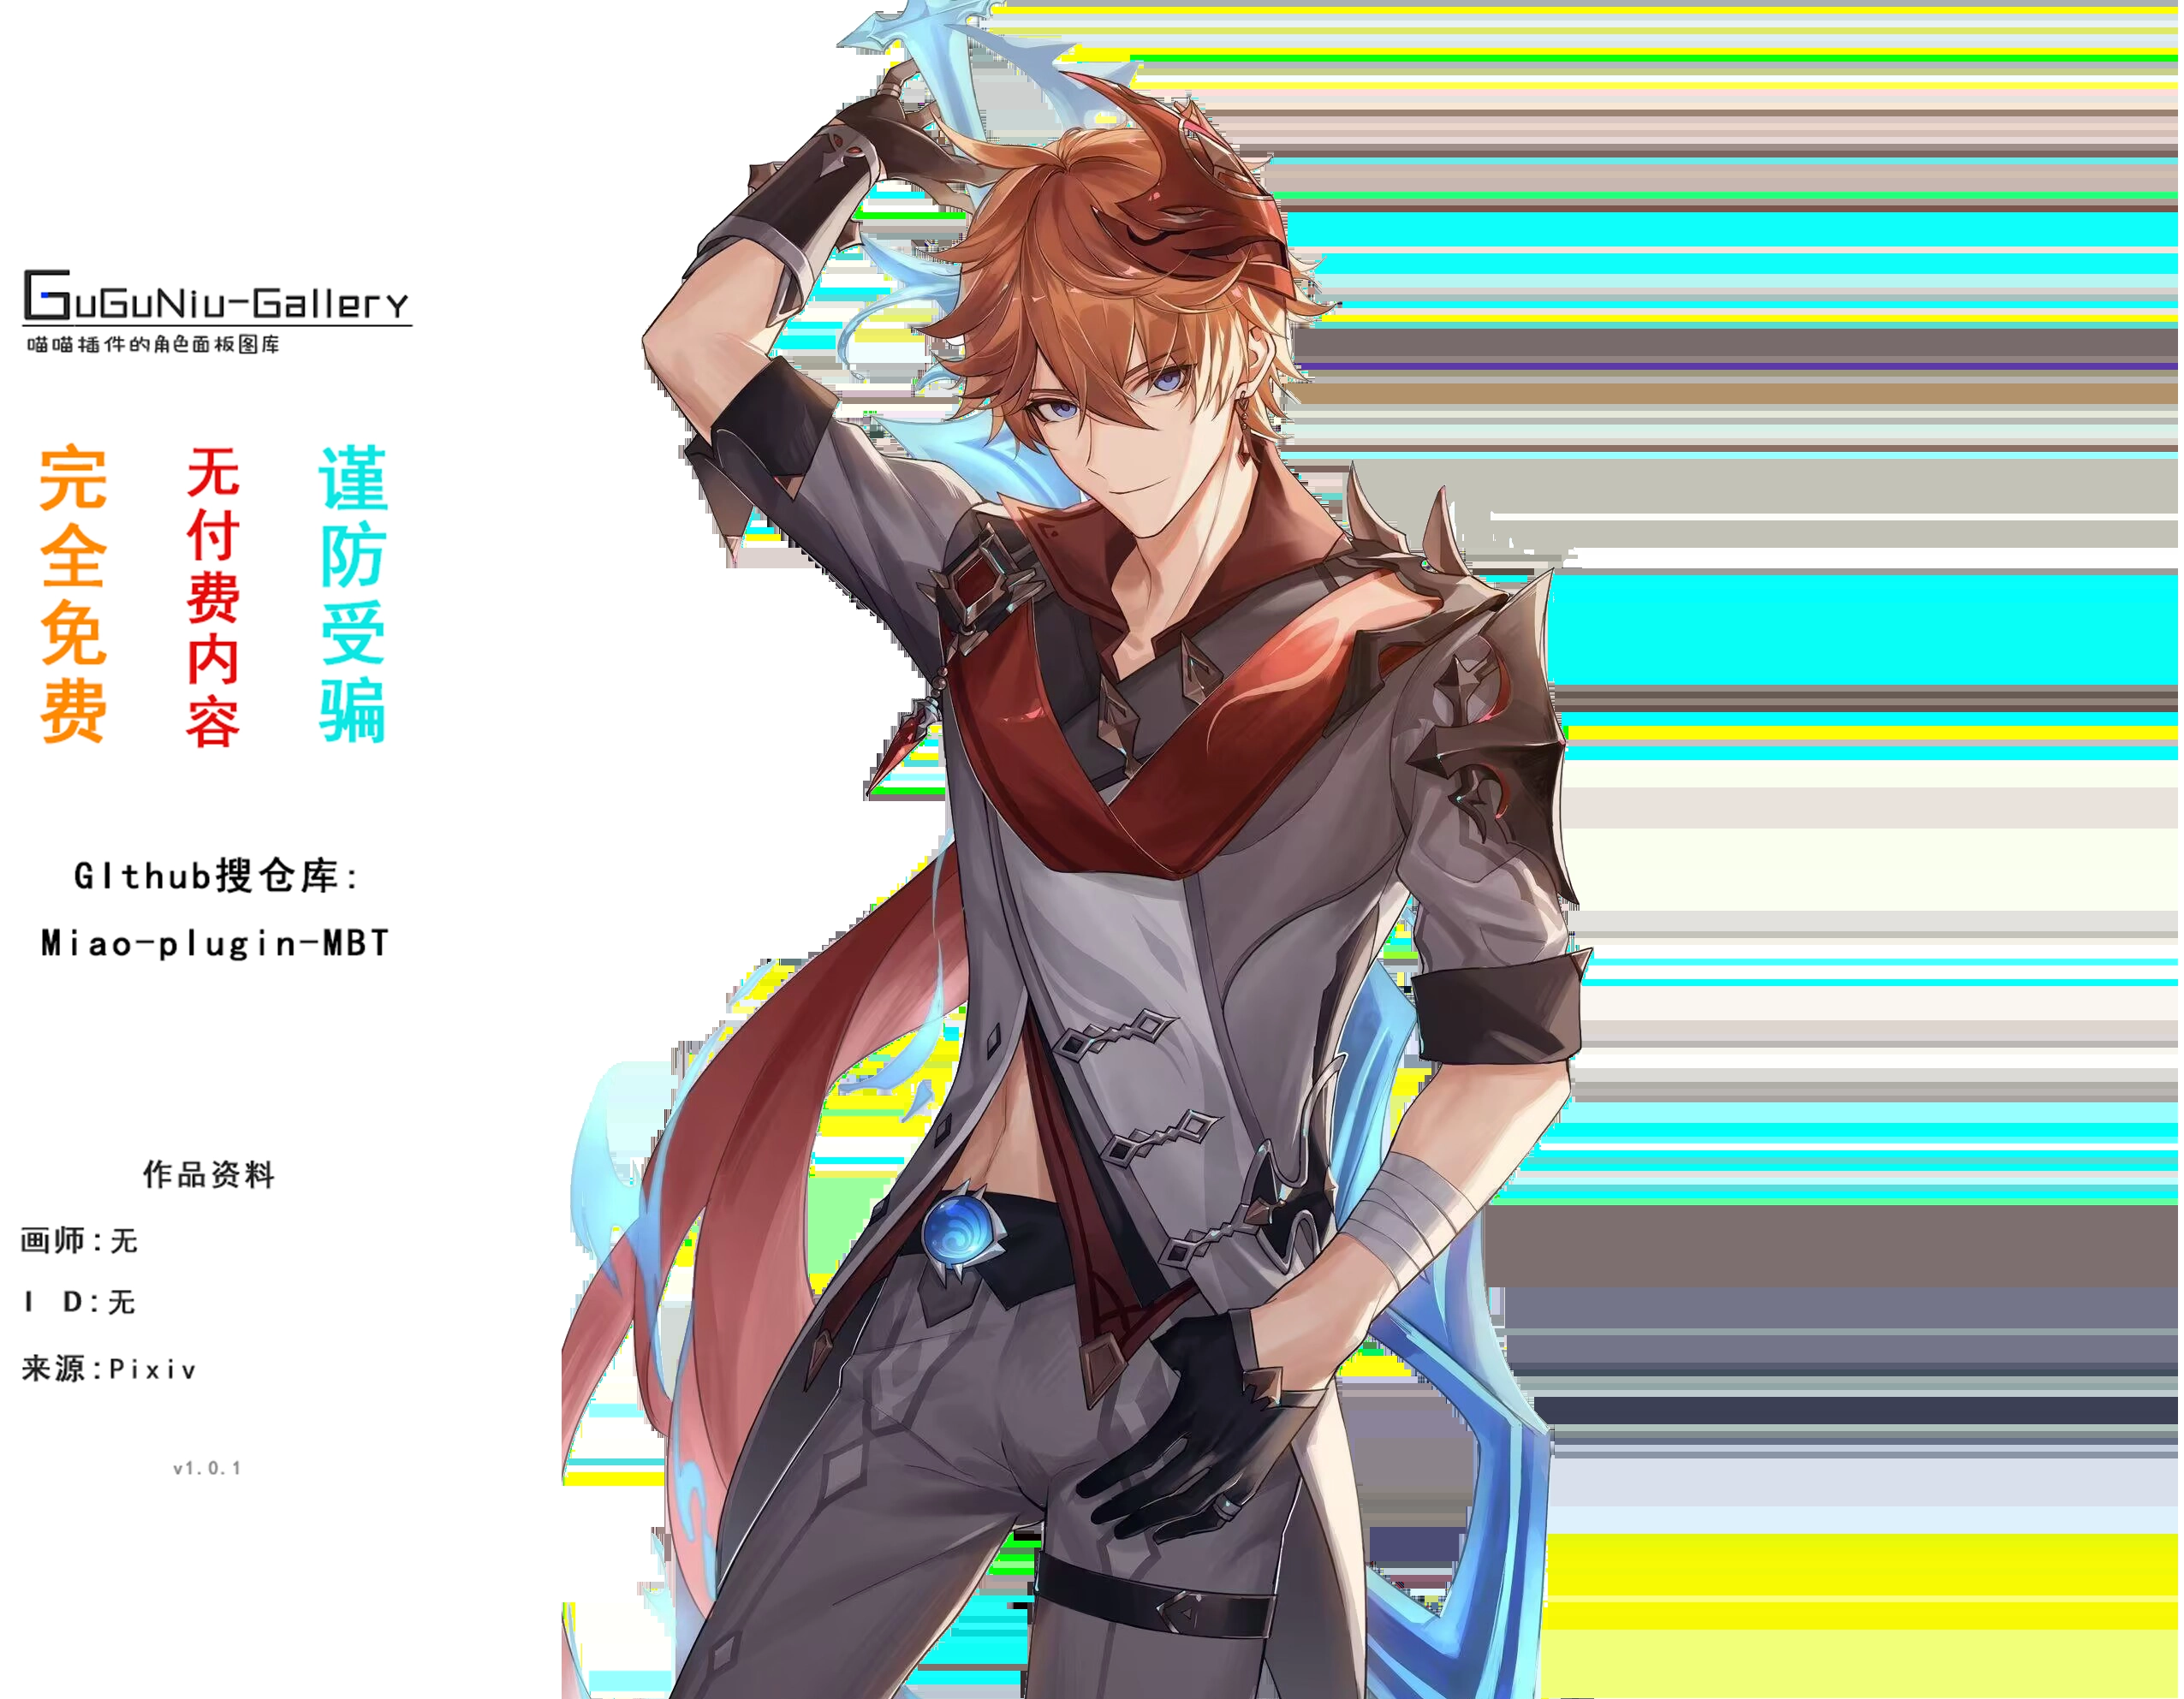 GuGuNiu-Gallery
喵喵插件的角色面板图库
完全免费
无付费内容
谨防受骗
GIthub搜仓库:
Miao-plugin-MBT
作品资料
画师:无
I D:无
来源:Pixiv
v1.0.1